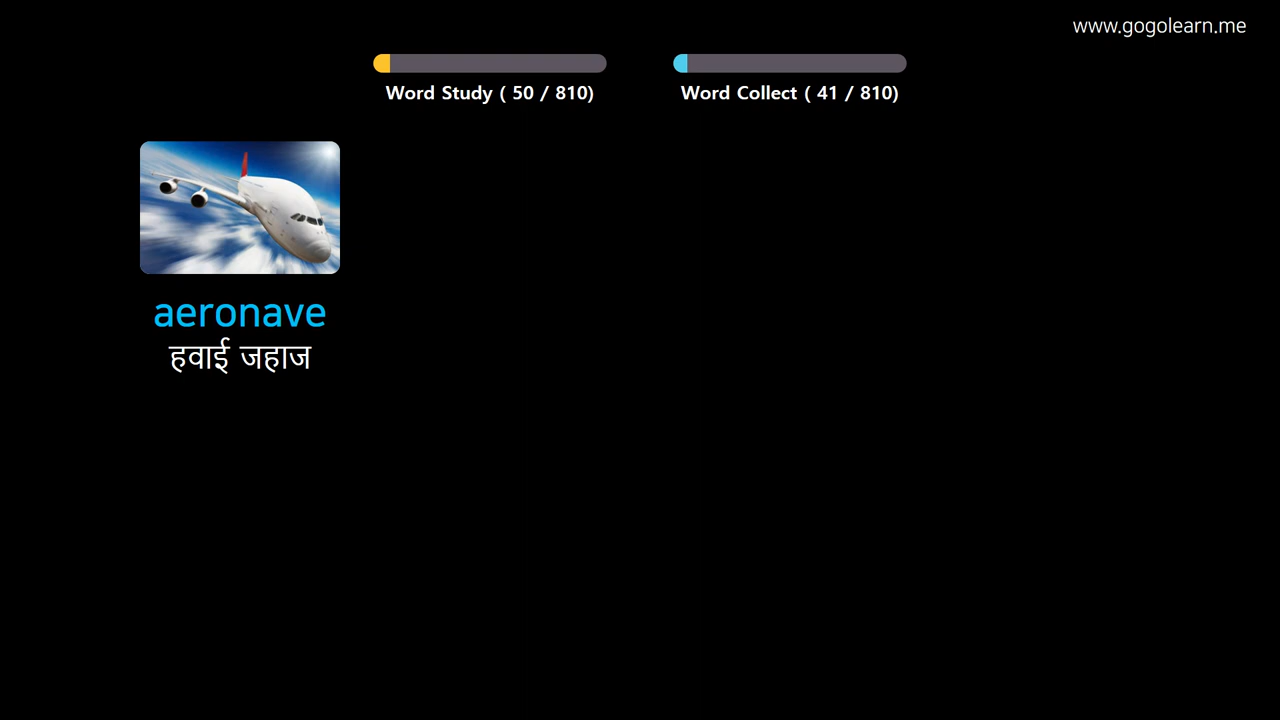 www.gogolearn.me
Word Study ( 50 / 810)
Word Collect ( 41 / 810)
aeronave
हवाई जहाज